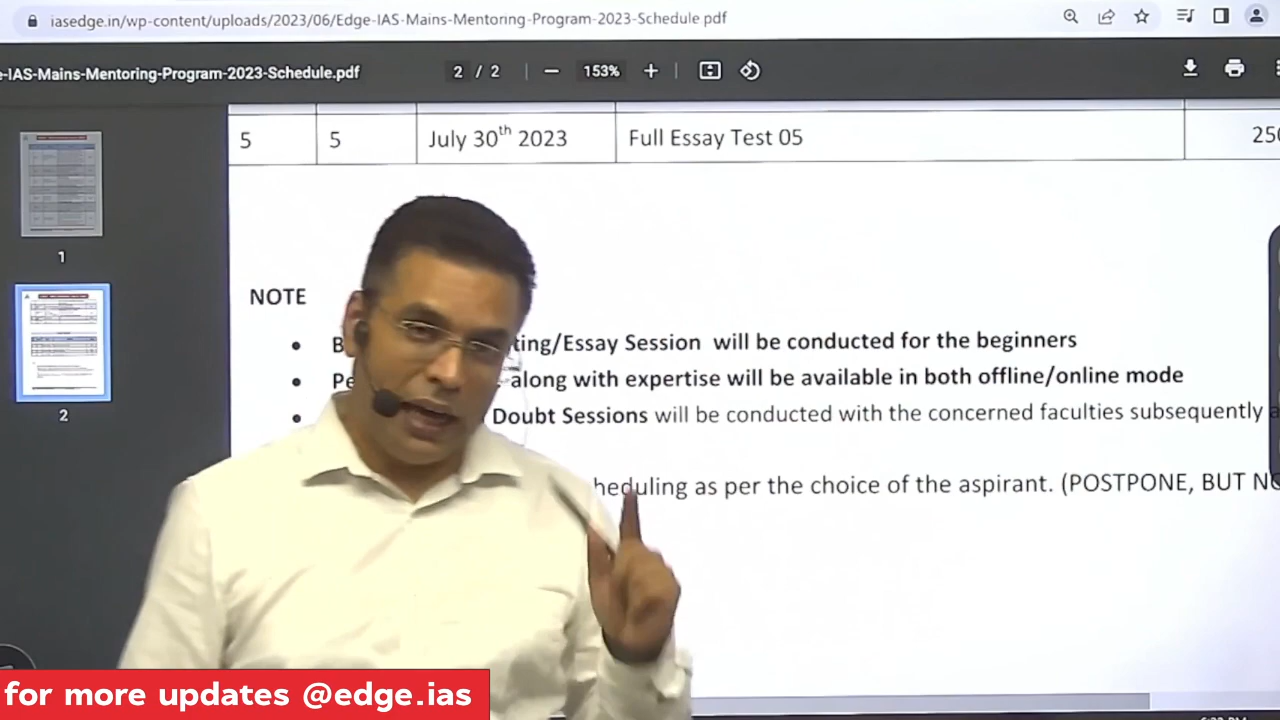 iasedge.in/wp-content/uploads/2023/06/Edge-IAS-Mains-Mentoring-Program-2023-Schedule.pdf
-IAS-Mains-Mentoring-Program-2023-Schedule.pdf
2 / 2
153%
5 5 July 30th 2023 Full Essay Test 05
1
NOTE
ting/Essay Session will be conducted for the beginners
along with expertise will be available in both offline/online mode
2
Doubt Sessions will be conducted with the concerned faculties subsequently
heduling as per the choice of the aspirant. (POSTPONE, BUT
for more updates @edge.ias